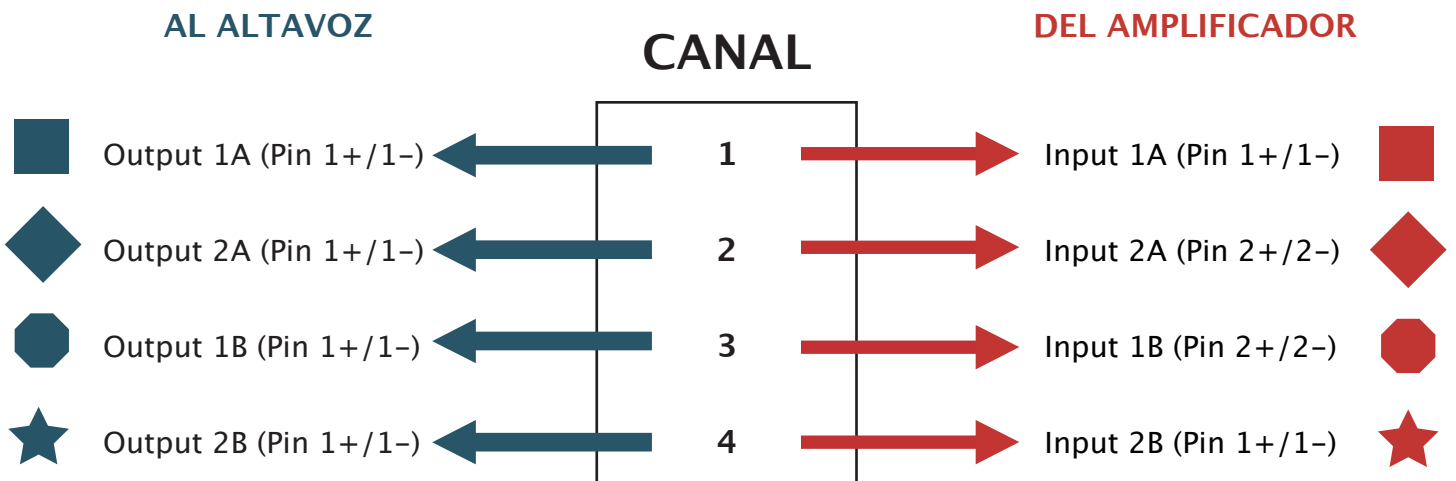 AL ALTAVOZ
CANAL
DEL AMPLIFICADOR
Output 1A (Pin 1+/1–) 1 Input 1A (Pin 1+/1–)
Output 2A (Pin 1+/1–) 2 Input 2A (Pin 2+/2–)
Output 1B (Pin 1+/1–) 3 Input 1B (Pin 2+/2–)
Output 2B (Pin 1+/1–) 4 Input 2B (Pin 1+/1–)